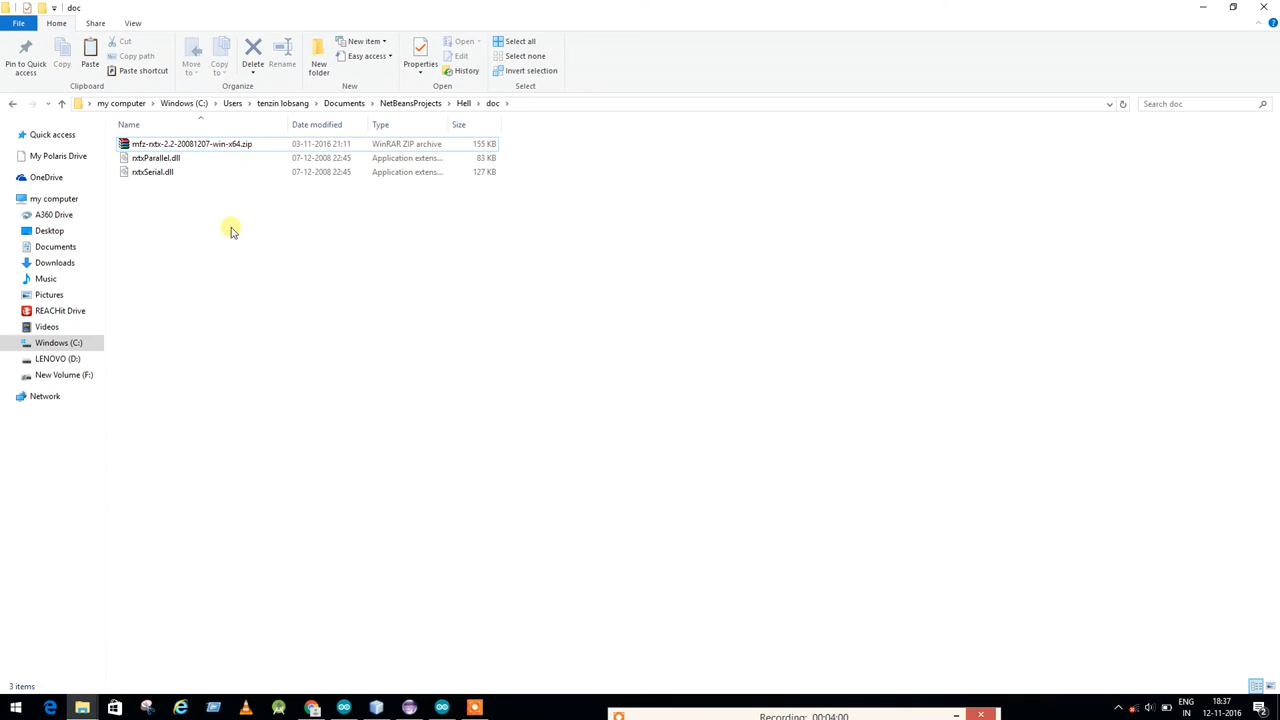 doc
File Home Share View
Pin to Quick access
Copy
Paste
Cut
Copy path
Paste shortcut
Clipboard
Move to
Copy to
Delete
Rename
Organize
New folder
New item
Easy access
New
Properties
Open
Edit
History
Open
Select all
Select none
Invert selection
Select
my computer Windows (C:) Users tenzin lobsang Documents NetBeansProjects Hell doc
Search doc
Name Date modified Type Size
mfz-rxtx-2.2-20081207-win-x64.zip 03-11-2016 21:11 WinRAR ZIP archive 155 KB
rxtxParallel.dll 07-12-2008 22:45 Application extens... 83 KB
rxtxSerial.dll 07-12-2008 22:45 Application extens... 127 KB
Quick access
My Polaris Drive
OneDrive
my computer
A360 Drive
Desktop
Documents
Downloads
Music
Pictures
REACHit Drive
Videos
Windows (C:)
LENOVO (D:)
New Volume (F:)
Network
3 items
Recording: 00:04:00
ENG
IN
18:37
12-11-2016
2